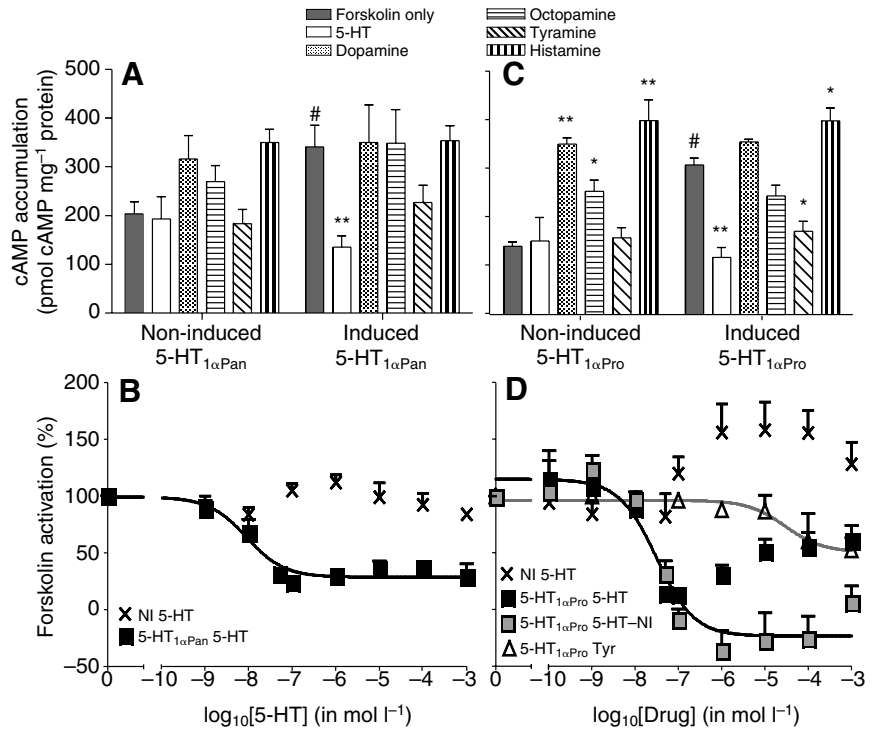 Forskolin only
5-HT
Dopamine
Octopamine
Tyramine
Histamine
A
cAMP accumulation
(pmol cAMP mg⁻¹ protein)
500
400
300
200
100
0
#
**
Non-induced
5-HT₁αPan
Induced
5-HT₁αPan
C
**
*
**
#
**
*
*
Non-induced
5-HT₁αPro
Induced
5-HT₁αPro
B
Forskolin activation (%)
200
150
100
50
0
–50
NI 5-HT
5-HT₁αPan 5-HT
0 –10 –9 –8 –7 –6 –5 –4 –3
log₁₀[5-HT] (in mol l⁻¹)
D
NI 5-HT
5-HT₁αPro 5-HT
5-HT₁αPro 5-HT–NI
5-HT₁αPro Tyr
0 –10 –9 –8 –7 –6 –5 –4 –3
log₁₀[Drug] (in mol l⁻¹)